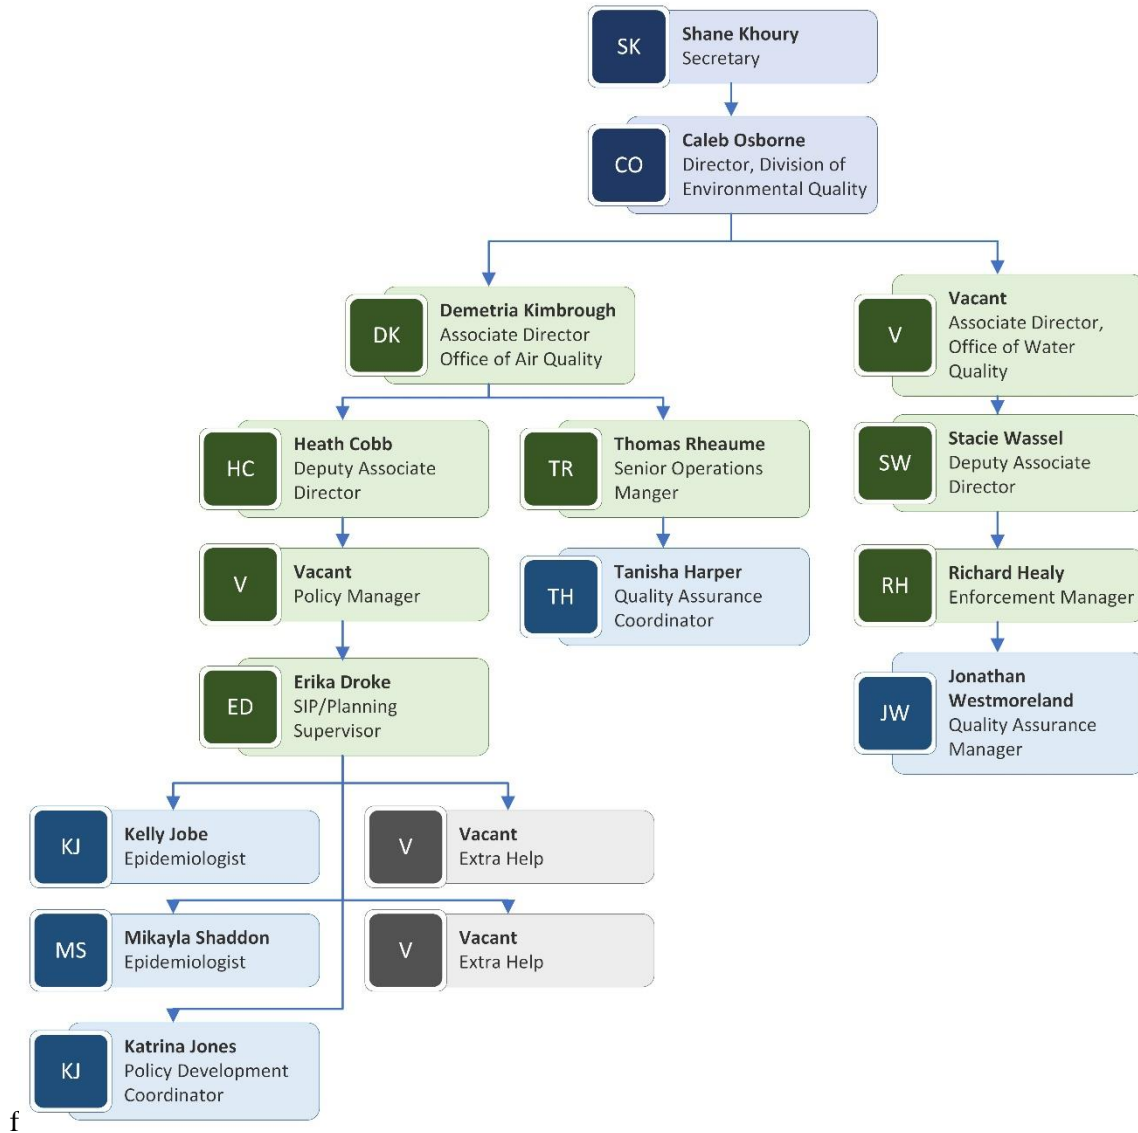 SK
Shane Khoury
Secretary
CO
Caleb Osborne
Director, Division of
Environmental Quality
DK
Demetria Kimbrough
Associate Director
Office of Air Quality
V
Vacant
Associate Director,
Office of Water
Quality
HC
Heath Cobb
Deputy Associate
Director
TR
Thomas Rheaume
Senior Operations
Manger
SW
Stacie Wassel
Deputy Associate
Director
V
Vacant
Policy Manager
TH
Tanisha Harper
Quality Assurance
Coordinator
RH
Richard Healy
Enforcement Manager
ED
Erika Droke
SIP/Planning
Supervisor
JW
Jonathan
Westmoreland
Quality Assurance
Manager
KJ
Kelly Jobe
Epidemiologist
V
Vacant
Extra Help
MS
Mikayla Shaddon
Epidemiologist
V
Vacant
Extra Help
KJ
Katrina Jones
Policy Development
Coordinator
f